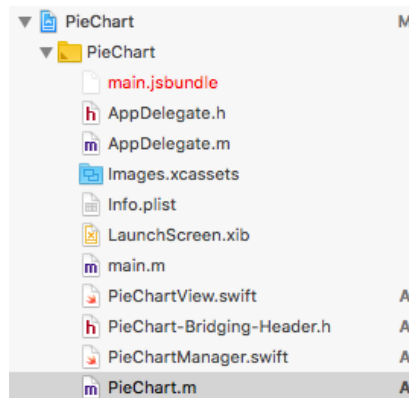 PieChart M
PieChart
main.jsbundle
h AppDelegate.h
m AppDelegate.m
Images.xcassets
Info.plist
LaunchScreen.xib
m main.m
PieChartView.swift A
h PieChart-Bridging-Header.h A
PieChartManager.swift A
m PieChart.m A